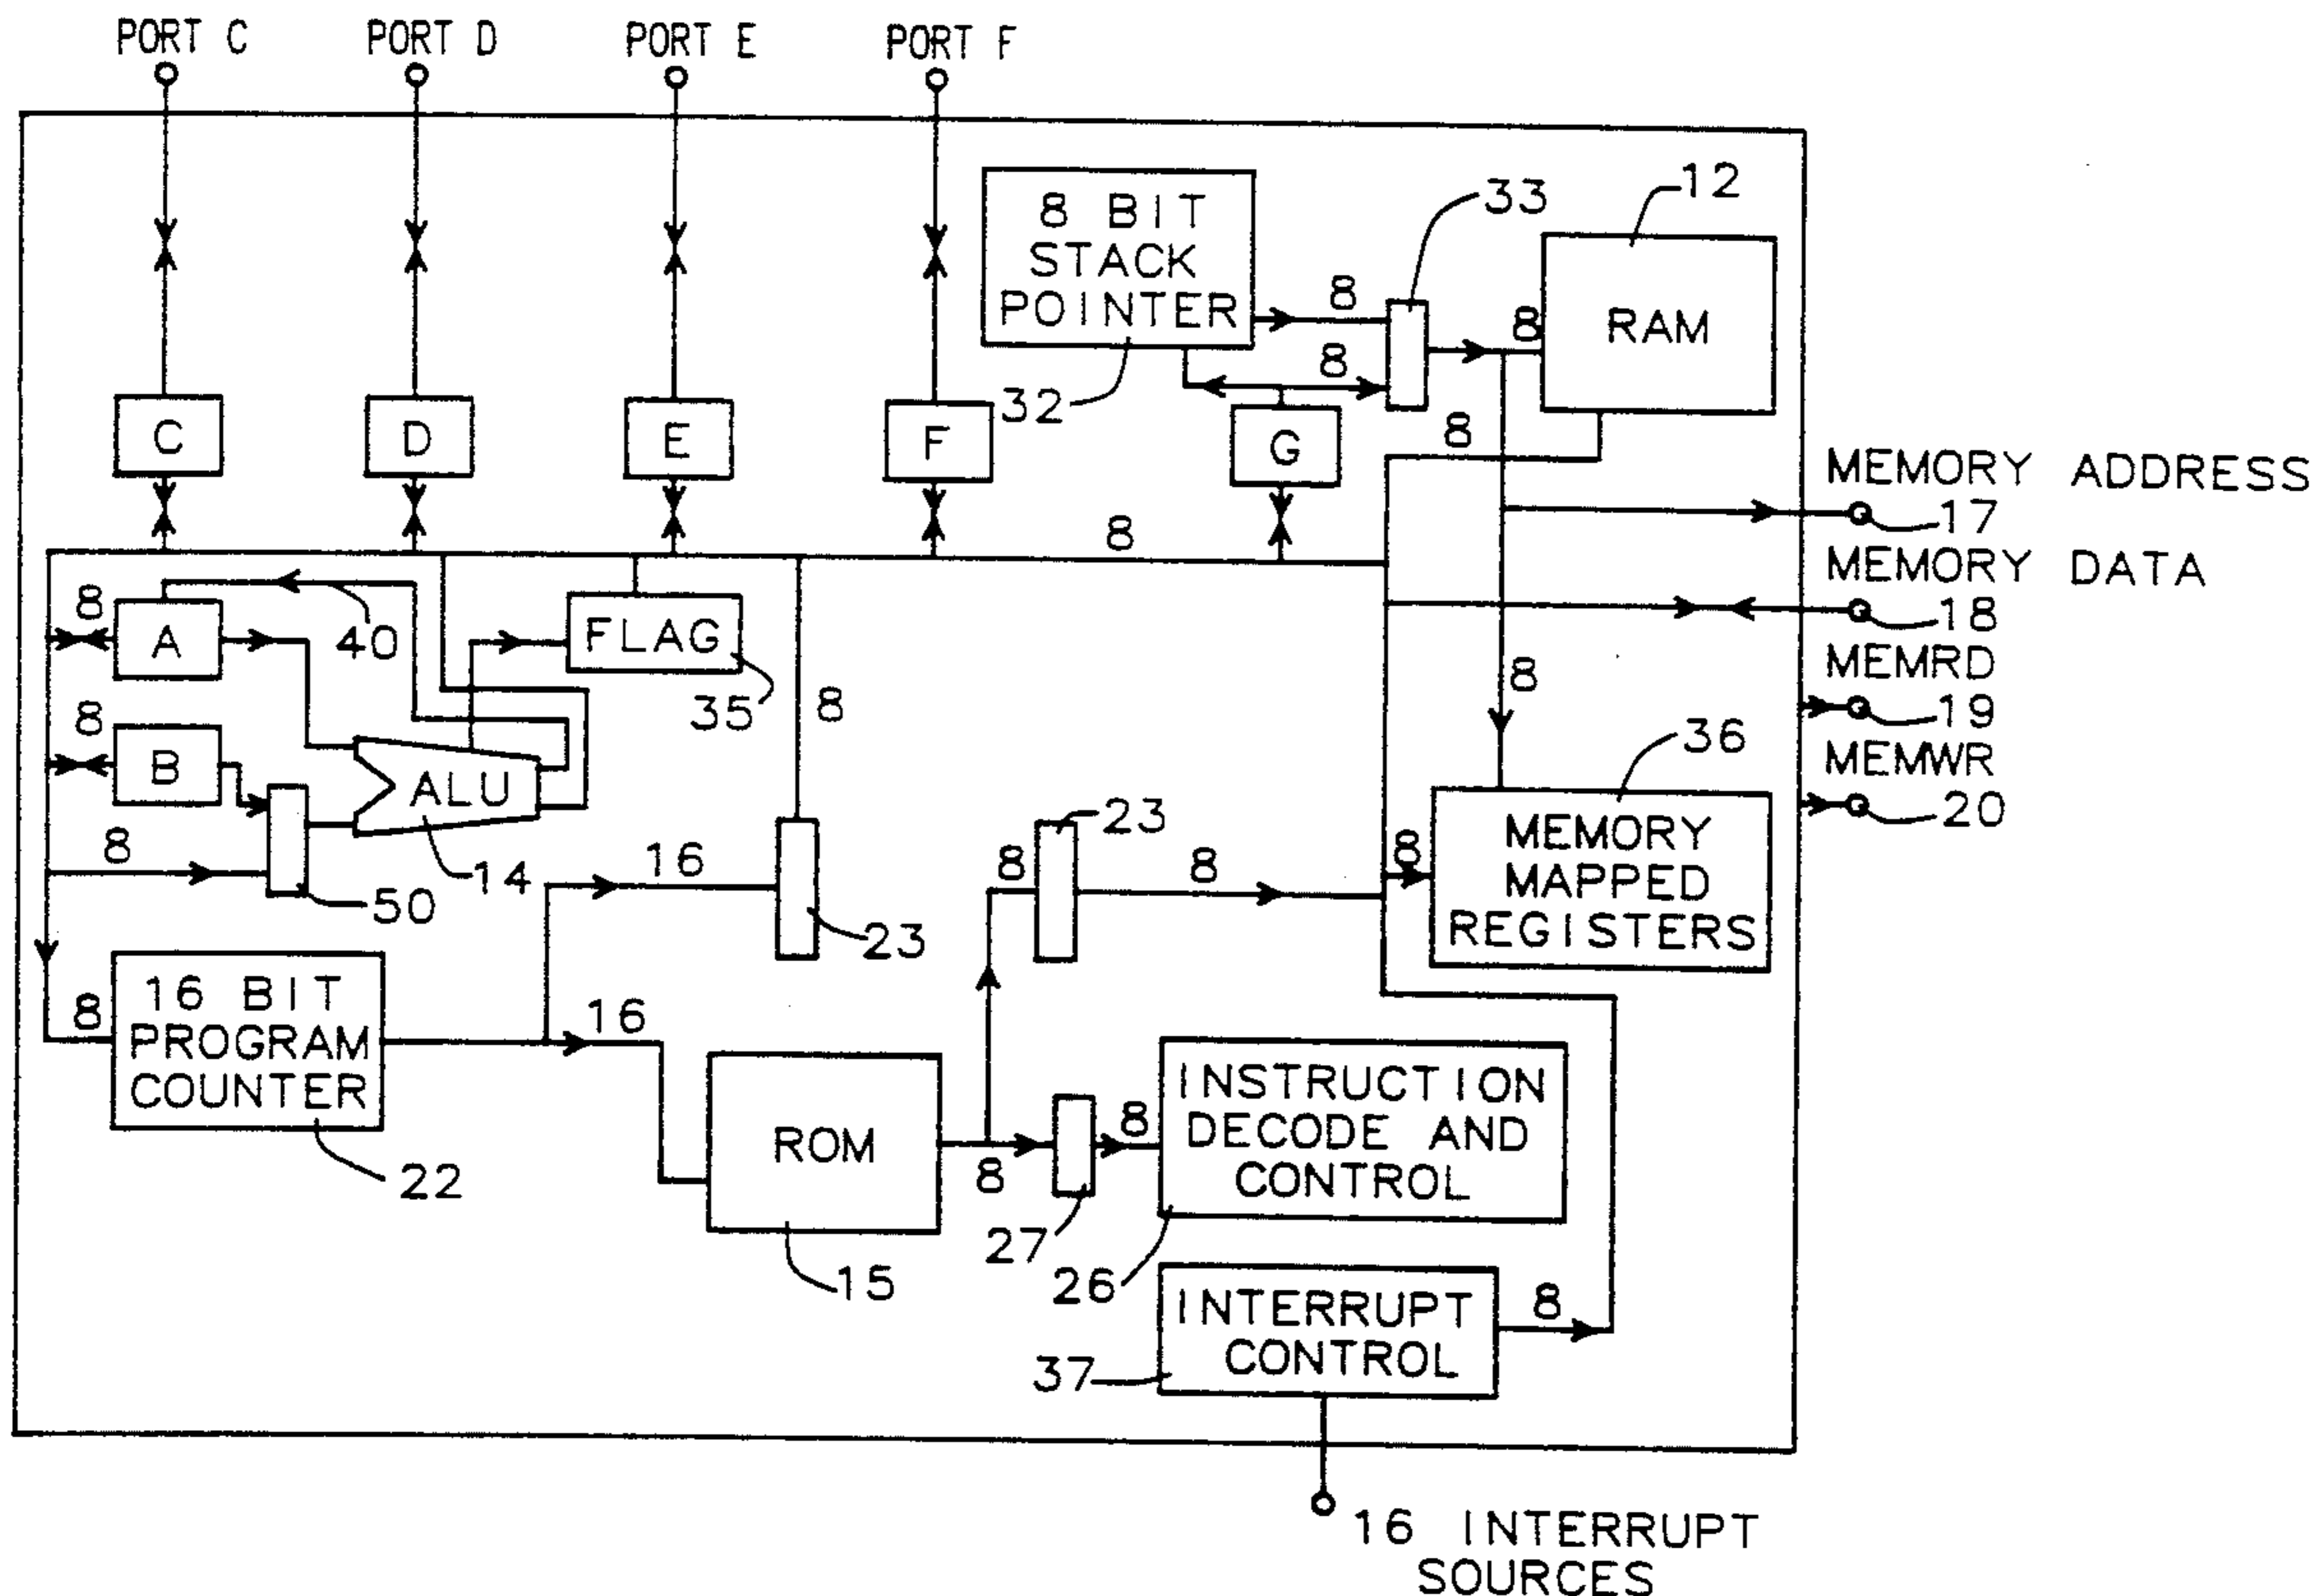 PORT C
PORT D
PORT E
PORT F
8 BIT
STACK
POINTER
32
8
8
33
12
RAM
8
8
C
D
E
F
G
8
MEMORY ADDRESS
17
MEMORY DATA
18
MEMRD
19
MEMWR
20
8
A
40
FLAG
35
8
8
B
ALU
14
8
50
8
36
MEMORY
MAPPED
REGISTERS
8
16
23
23
8
8
16 BIT
PROGRAM
COUNTER
8
22
16
ROM
15
8
27
8
INSTRUCTION
DECODE AND
CONTROL
26
INTERRUPT
CONTROL
37
8
16 INTERRUPT
SOURCES